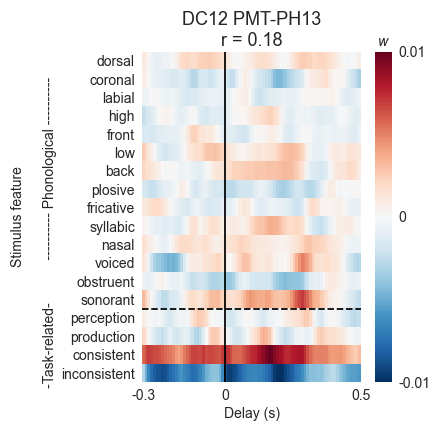 DC12 PMT-PH13
r = 0.18
w
dorsal
coronal
labial
high
front
low
back
plosive
fricative
syllabic
nasal
voiced
obstruent
sonorant
perception
production
consistent
inconsistent
Stimulus feature
-Task-related- ---------- Phonological ----------
0.01
0
-0.01
-0.3 0 0.5
Delay (s)